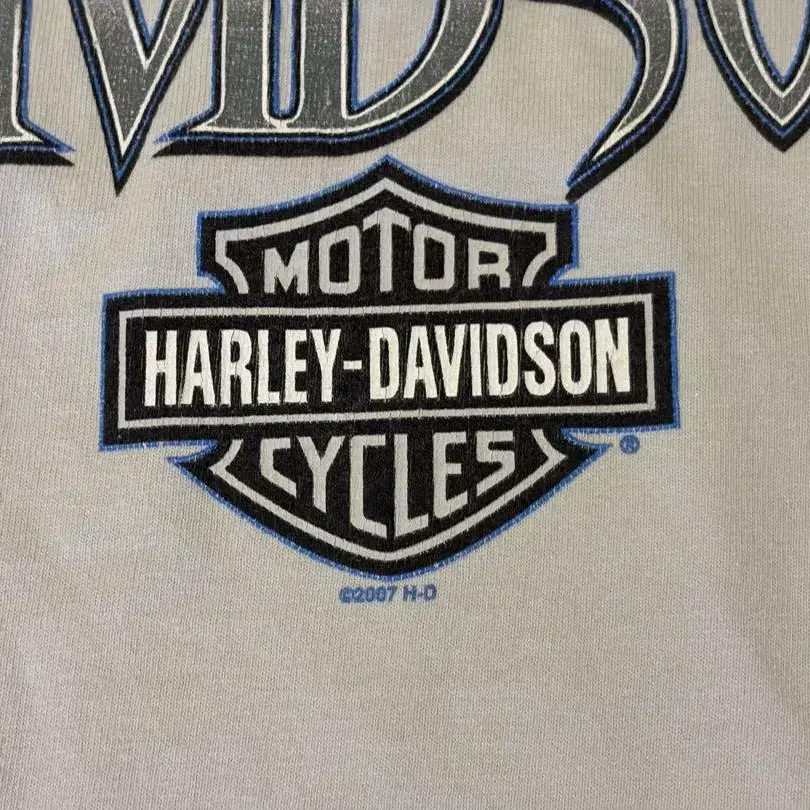 MOTOR
HARLEY-DAVIDSON
CYCLES
®
©2007 H-D